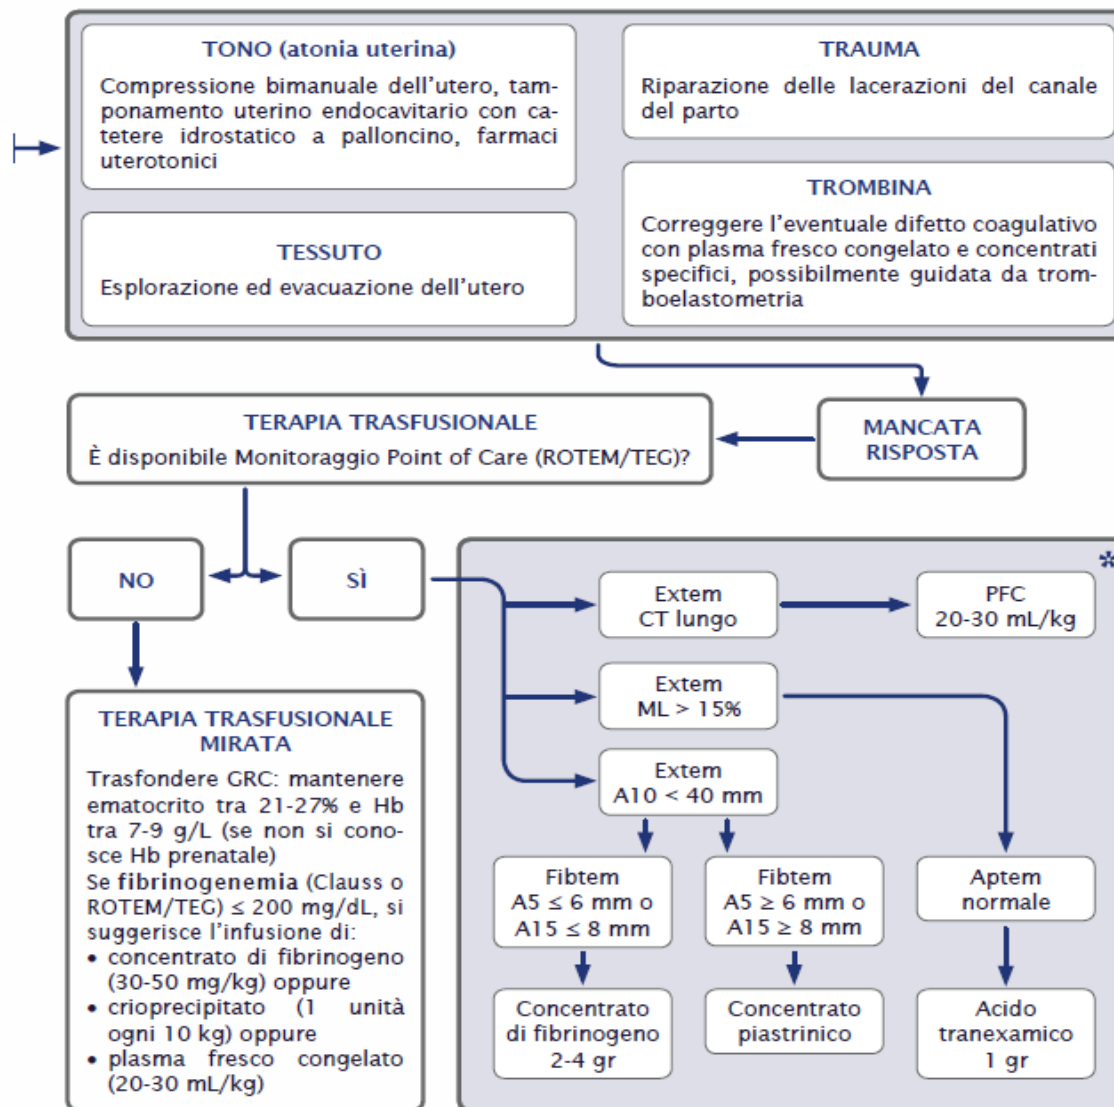 TONO (atonia uterina)
Compressione bimanuale dell'utero, tam-
ponamento uterino endocavitario con ca-
tetere idrostatico a palloncino, farmaci
uterotonici
TESSUTO
Esplorazione ed evacuazione dell'utero
TRAUMA
Riparazione delle lacerazioni del canale
del parto
TROMBINA
Correggere l'eventuale difetto coagulativo
con plasma fresco congelato e concentrati
specifici, possibilmente guidata da trom-
boelastometria
MANCATA
RISPOSTA
TERAPIA TRASFUSIONALE
È disponibile Monitoraggio Point of Care (ROTEM/TEG)?
NO
SÌ
TERAPIA TRASFUSIONALE
MIRATA
Trasfondere GRC: mantenere
ematocrito tra 21-27% e Hb
tra 7-9 g/L (se non si cono-
sce Hb prenatale)
Se fibrinogenemia (Clauss o
ROTEM/TEG) ≤ 200 mg/dL, si
suggerisce l'infusione di:
• concentrato di fibrinogeno
(30-50 mg/kg) oppure
• crioprecipitato (1 unità
ogni 10 kg) oppure
• plasma fresco congelato
(20-30 mL/kg)
*
Extem
CT lungo
PFC
20-30 mL/kg
Extem
ML > 15%
Extem
A10 < 40 mm
Fibtem
A5 ≤ 6 mm o
A15 ≤ 8 mm
Fibtem
A5 ≥ 6 mm o
A15 ≥ 8 mm
Aptem
normale
Concentrato
di fibrinogeno
2-4 gr
Concentrato
piastrinico
Acido
tranexamico
1 gr